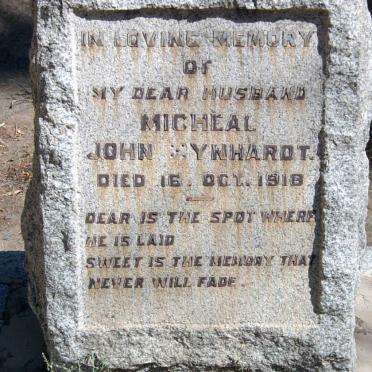 IN LOVING MEMORY
OF
MY DEAR HUSBAND
MICHEAL
JOHN MYNHARDT.
DIED 16. OCT. 1918
DEAR IS THE SPOT WHERE
HE IS LAID
SWEET IS THE MEMORY THAT
NEVER WILL FADE.